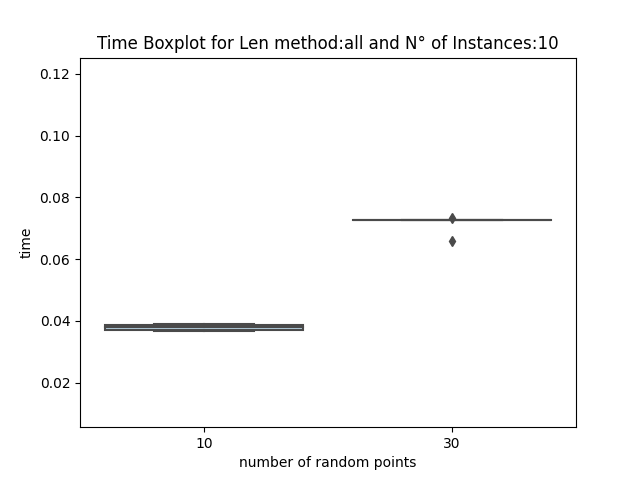 Time Boxplot for Len method:all and N° of Instances:10
0.12
0.10
0.08
0.06
0.04
0.02
time
10 30
number of random points